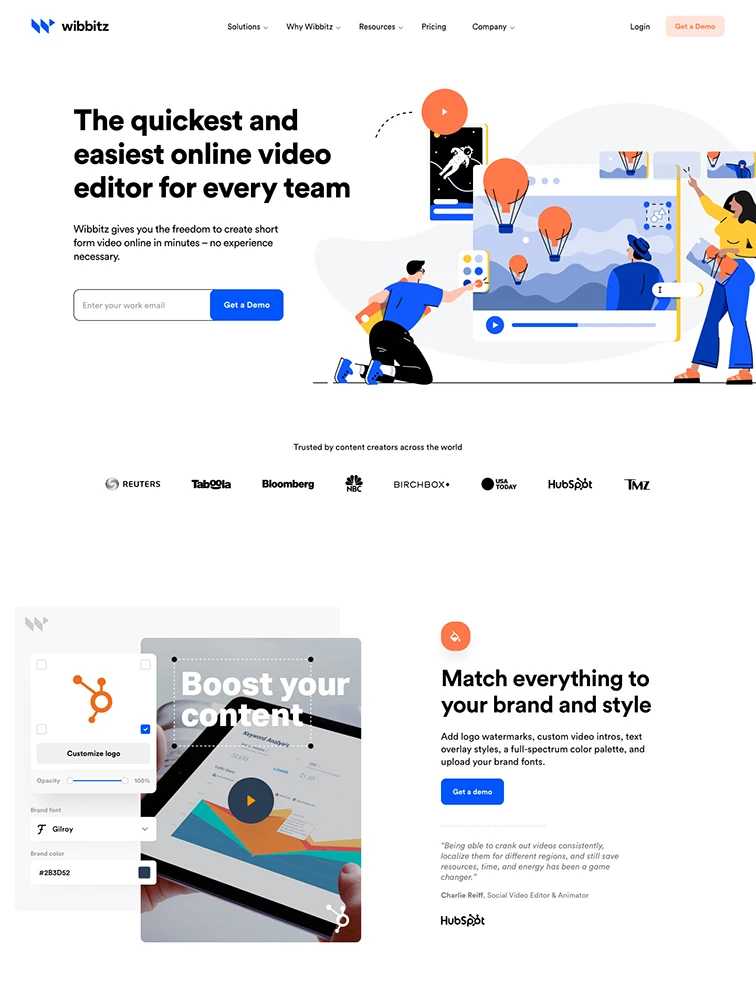 wibbitz
Solutions
Why Wibbitz
Resources
Pricing
Company
Login
Get a Demo
The quickest and
easiest online video
editor for every team
Wibbitz gives you the freedom to create short
form video online in minutes – no experience
necessary.
Enter your work email
Get a Demo
Trusted by content creators across the world
REUTERS
Taboola
Bloomberg
NBC
BIRCHBOX
USA
TODAY
HubSpot
TMZ
Customize logo
Opacity
100%
Brand font
Gilroy
Brand color
#2B3D52
Boost your
content
Keyword Analysis
Match everything to
your brand and style
Add logo watermarks, custom video intros, text
overlay styles, a full-spectrum color palette, and
upload your brand fonts.
Get a demo
"Being able to crank out videos consistently,
localize them for different regions, and still save
resources, time, and energy has been a game
changer."
Charlie Reiff, Social Video Editor & Animator
HubSpot